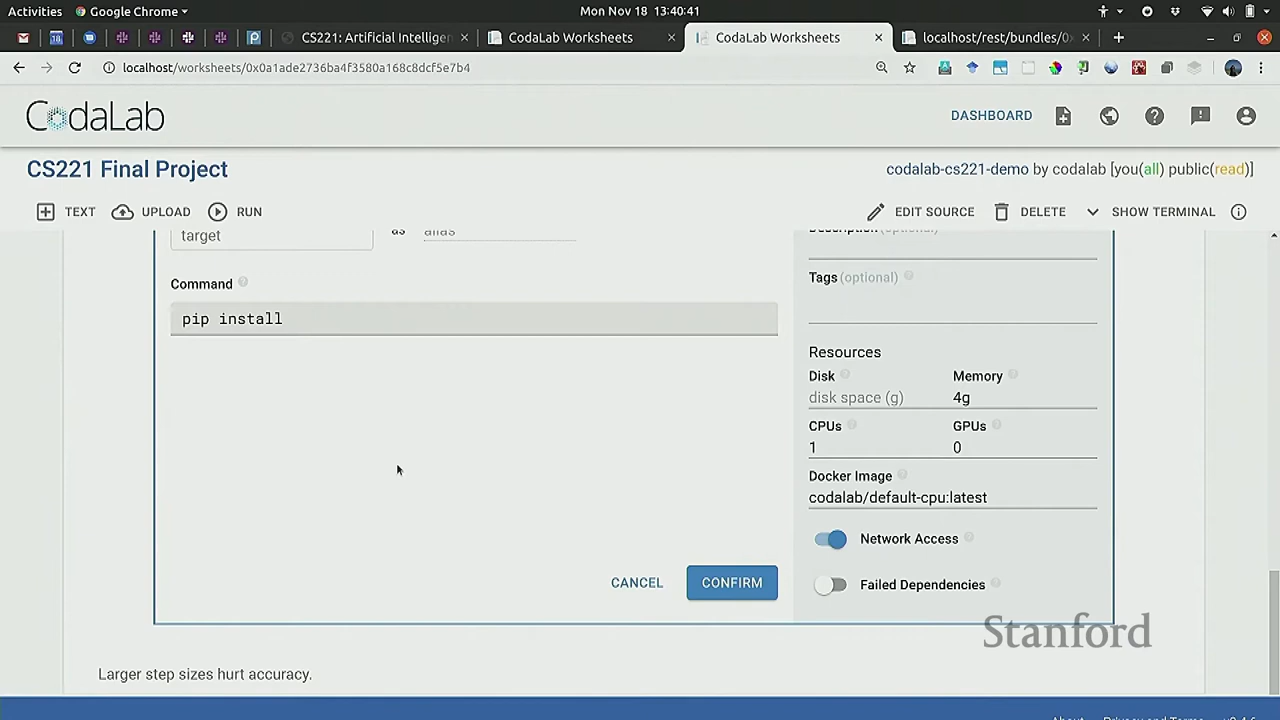 Activities Google Chrome Mon Nov 18 13:40:41
CS221: Artificial Intelligen CodaLab Worksheets CodaLab Worksheets localhost/rest/bundles/0x
localhost/worksheets/0x0a1ade2736ba4f3580a168c8dcf5e7b4
CodaLab DASHBOARD
CS221 Final Project codalab-cs221-demo by codalab [you(all) public(read)]
TEXT UPLOAD RUN EDIT SOURCE DELETE SHOW TERMINAL
target as alias Description (optional)
Command
Tags (optional)
pip install
Resources
Disk Memory
disk space (g) 4g
CPUs GPUs
1 0
Docker Image
codalab/default-cpu:latest
Network Access
CANCEL CONFIRM Failed Dependencies
Stanford
Larger step sizes hurt accuracy.